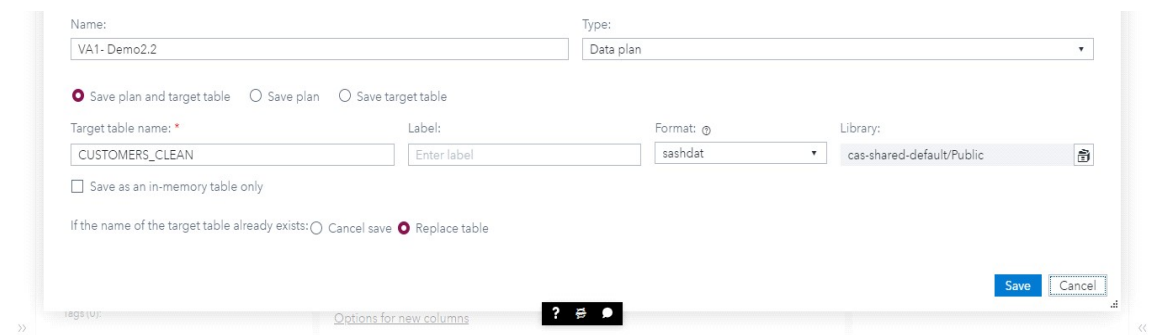 Name: Type:
VA1- Demo2.2 Data plan
Save plan and target table Save plan Save target table
Target table name: * Label: Format: Library:
CUSTOMERS_CLEAN Enter label sashdat cas-shared-default/Public
Save as an in-memory table only
If the name of the target table already exists: Cancel save Replace table
Save Cancel
Tags (0):
Options for new columns